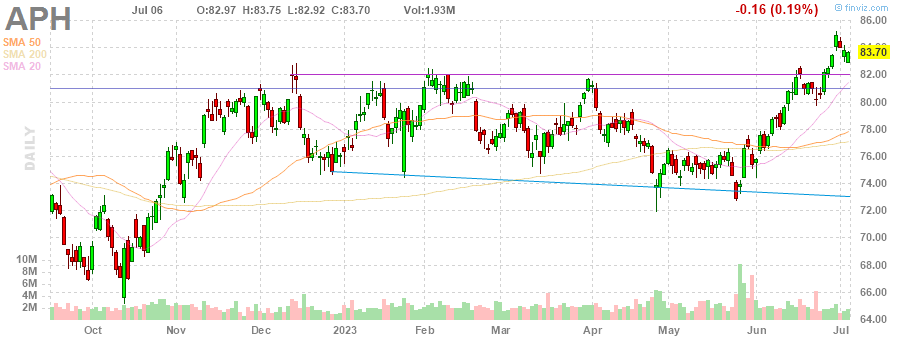 APH
Jul 06 O:82.97 H:83.75 L:82.92 C:83.70 Vol:1.93M
-0.16 (0.19%)
© finviz.com
SMA 50
SMA 200
SMA 20
DAILY
86.00
84.00
83.70
82.00
80.00
78.00
76.00
74.00
72.00
70.00
68.00
66.00
64.00
10M
8M
6M
4M
2M
Oct Nov Dec 2023 Feb Mar Apr May Jun Jul